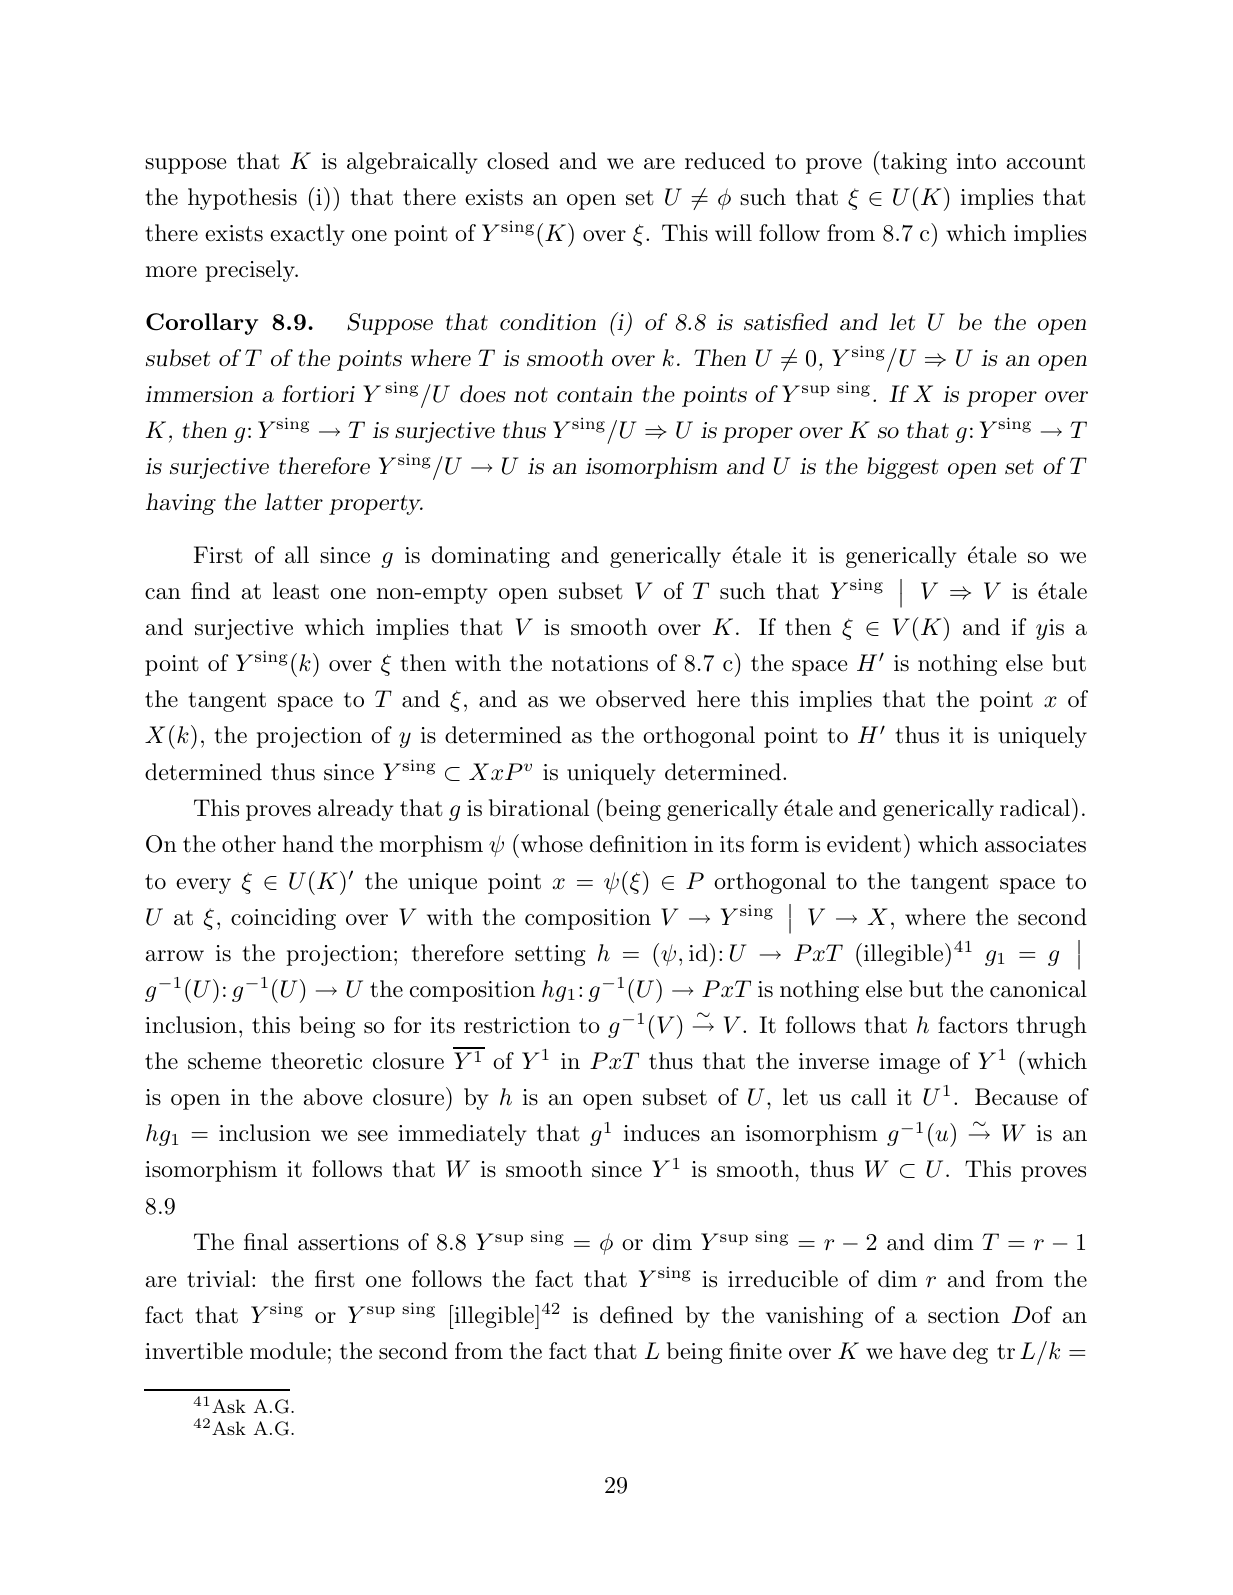 suppose that K is algebraically closed and we are reduced to prove (taking into account
the hypothesis (i)) that there exists an open set U ≠ ϕ such that ξ ∈ U(K) implies that
there exists exactly one point of Y^sing(K) over ξ. This will follow from 8.7 c) which implies
more precisely.
Corollary 8.9. Suppose that condition (i) of 8.8 is satisfied and let U be the open
subset of T of the points where T is smooth over k. Then U ≠ 0, Y^sing/U ⇒ U is an open
immersion a fortiori Y^sing/U does not contain the points of Y^sup sing. If X is proper over
K, then g: Y^sing → T is surjective thus Y^sing/U ⇒ U is proper over K so that g: Y^sing → T
is surjective therefore Y^sing/U → U is an isomorphism and U is the biggest open set of T
having the latter property.
First of all since g is dominating and generically étale it is generically étale so we
can find at least one non-empty open subset V of T such that Y^sing | V ⇒ V is étale
and surjective which implies that V is smooth over K. If then ξ ∈ V(K) and if yis a
point of Y^sing(k) over ξ then with the notations of 8.7 c) the space H′ is nothing else but
the tangent space to T and ξ, and as we observed here this implies that the point x of
X(k), the projection of y is determined as the orthogonal point to H′ thus it is uniquely
determined thus since Y^sing ⊂ XxP^v is uniquely determined.
This proves already that g is birational (being generically étale and generically radical).
On the other hand the morphism ψ (whose definition in its form is evident) which associates
to every ξ ∈ U(K)′ the unique point x = ψ(ξ) ∈ P orthogonal to the tangent space to
U at ξ, coinciding over V with the composition V → Y^sing | V → X, where the second
arrow is the projection; therefore setting h = (ψ, id): U → PxT (illegible)^41 g₁ = g |
g⁻¹(U): g⁻¹(U) → U the composition hg₁: g⁻¹(U) → PxT is nothing else but the canonical
inclusion, this being so for its restriction to g⁻¹(V) ⥲ V. It follows that h factors thrugh
the scheme theoretic closure \overline{Y^1} of Y^1 in PxT thus that the inverse image of Y^1 (which
is open in the above closure) by h is an open subset of U, let us call it U^1. Because of
hg₁ = inclusion we see immediately that g^1 induces an isomorphism g⁻¹(u) ⥲ W is an
isomorphism it follows that W is smooth since Y^1 is smooth, thus W ⊂ U. This proves
8.9
The final assertions of 8.8 Y^sup sing = ϕ or dim Y^sup sing = r − 2 and dim T = r − 1
are trivial: the first one follows the fact that Y^sing is irreducible of dim r and from the
fact that Y^sing or Y^sup sing [illegible]^42 is defined by the vanishing of a section Dof an
invertible module; the second from the fact that L being finite over K we have deg tr L/k =
^41 Ask A.G.
^42 Ask A.G.
29